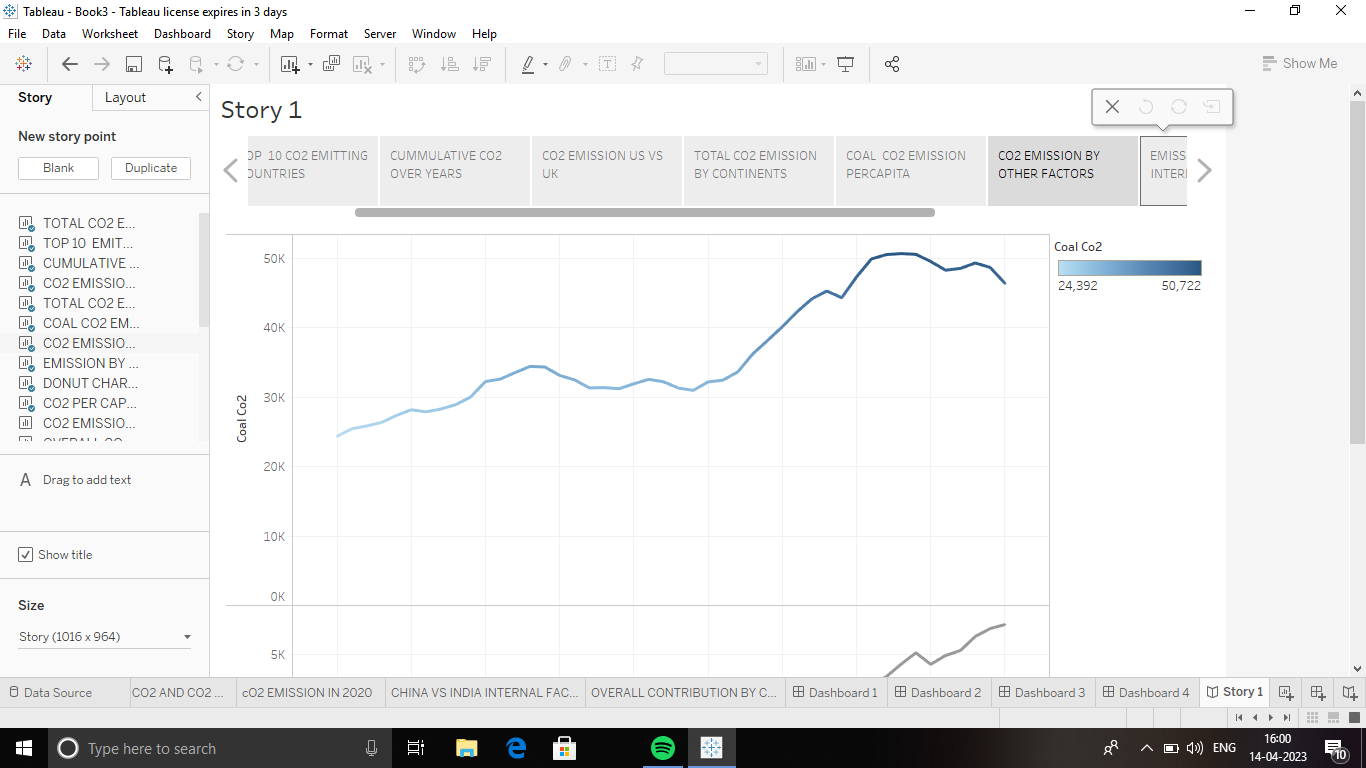 Tableau - Book3 - Tableau license expires in 3 days
File Data Worksheet Dashboard Story Map Format Server Window Help
Show Me
Story Layout
New story point
Blank Duplicate
TOTAL CO2 E...
TOP 10 EMIT...
CUMULATIVE ...
CO2 EMISSIO...
TOTAL CO2 E...
COAL CO2 EM...
CO2 EMISSIO...
EMISSION BY ...
DONUT CHAR...
CO2 PER CAP...
CO2 EMISSIO...
A Drag to add text
Show title
Size
Story (1016 x 964)
Story 1
OP 10 CO2 EMITTING
OUNTRIES
CUMMULATIVE CO2
OVER YEARS
CO2 EMISSION US VS
UK
TOTAL CO2 EMISSION
BY CONTINENTS
COAL CO2 EMISSION
PERCAPITA
CO2 EMISSION BY
OTHER FACTORS
EMISS
INTERI
50K
40K
30K
20K
10K
0K
5K
Coal Co2
Coal Co2
24,392 50,722
Data Source CO2 AND CO2 ... cO2 EMISSION IN 2020 CHINA VS INDIA INTERNAL FAC... OVERALL CONTRIBUTION BY C... Dashboard 1 Dashboard 2 Dashboard 3 Dashboard 4 Story 1
Type here to search
ENG
16:00
14-04-2023
10